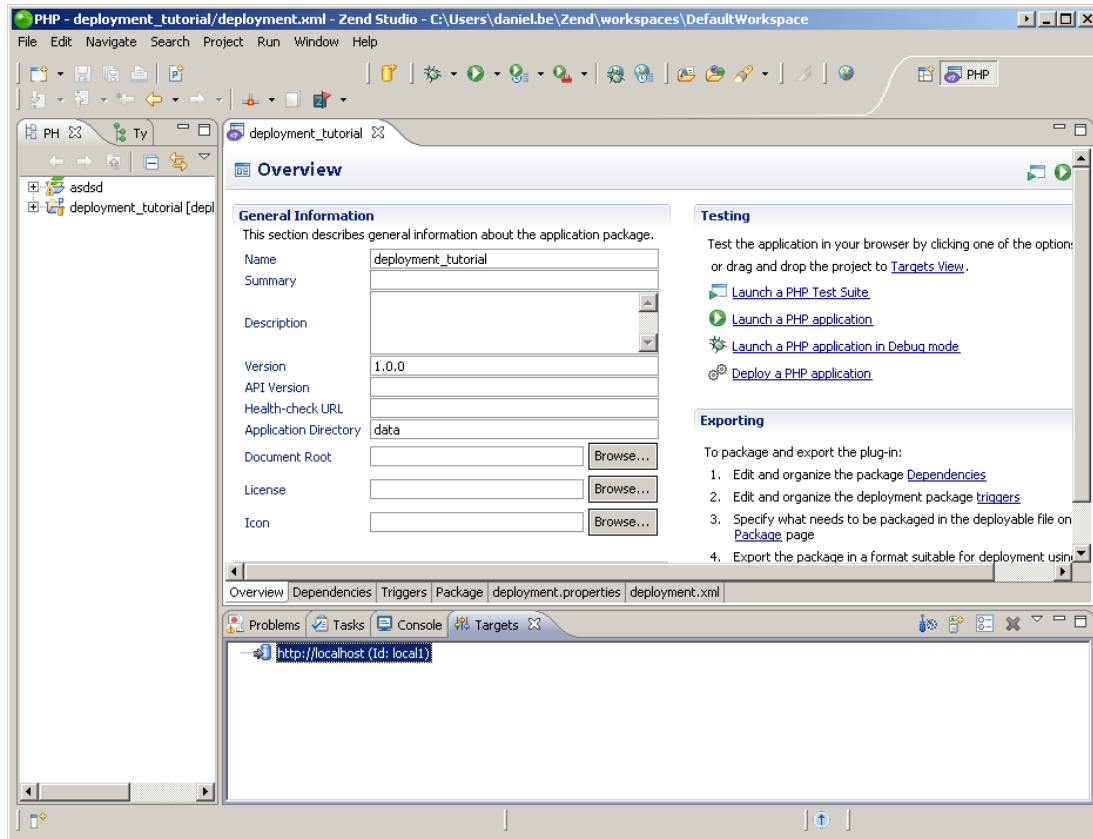 PHP - deployment_tutorial/deployment.xml - Zend Studio - C:\Users\daniel.be\Zend\workspaces\DefaultWorkspace
File Edit Navigate Search Project Run Window Help
PHP
PH Ty
asdsd
deployment_tutorial [depl
deployment_tutorial
Overview
General Information
This section describes general information about the application package.
Name deployment_tutorial
Summary
Description
Version 1.0.0
API Version
Health-check URL
Application Directory data
Document Root Browse...
License Browse...
Icon Browse...
Testing
Test the application in your browser by clicking one of the option
or drag and drop the project to Targets View.
Launch a PHP Test Suite
Launch a PHP application
Launch a PHP application in Debug mode
Deploy a PHP application
Exporting
To package and export the plug-in:
1. Edit and organize the package Dependencies
2. Edit and organize the deployment package triggers
3. Specify what needs to be packaged in the deployable file on
Package page
4. Export the package in a format suitable for deployment usin
Overview Dependencies Triggers Package deployment.properties deployment.xml
Problems Tasks Console Targets
http://localhost (Id: local1)